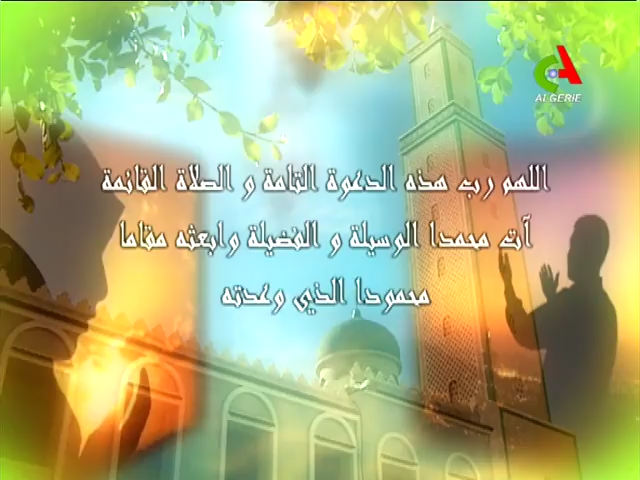 ALGERIE
اللهم رب هذه الدعوة التامة و الصلاة القائمة
آت محمدا الوسيلة و الفضيلة وابعثه مقاما
محمودا الذي وعدته